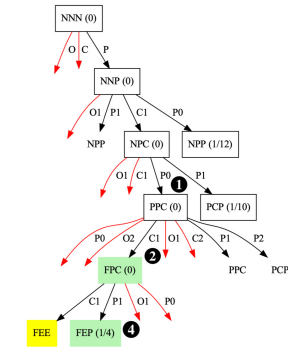 NNN (0)
O C P
NNP (0)
O1 P1 C1 P0
NPP NPC (0) NPP (1/12)
O1 C1 P0 P1
1
PPC (0) PCP (1/10)
P0 O2 C1 O1 C2 P1 P2
2
FPC (0) PPC PCP
C1 P1 O1 P0
FEE FEP (1/4) 4